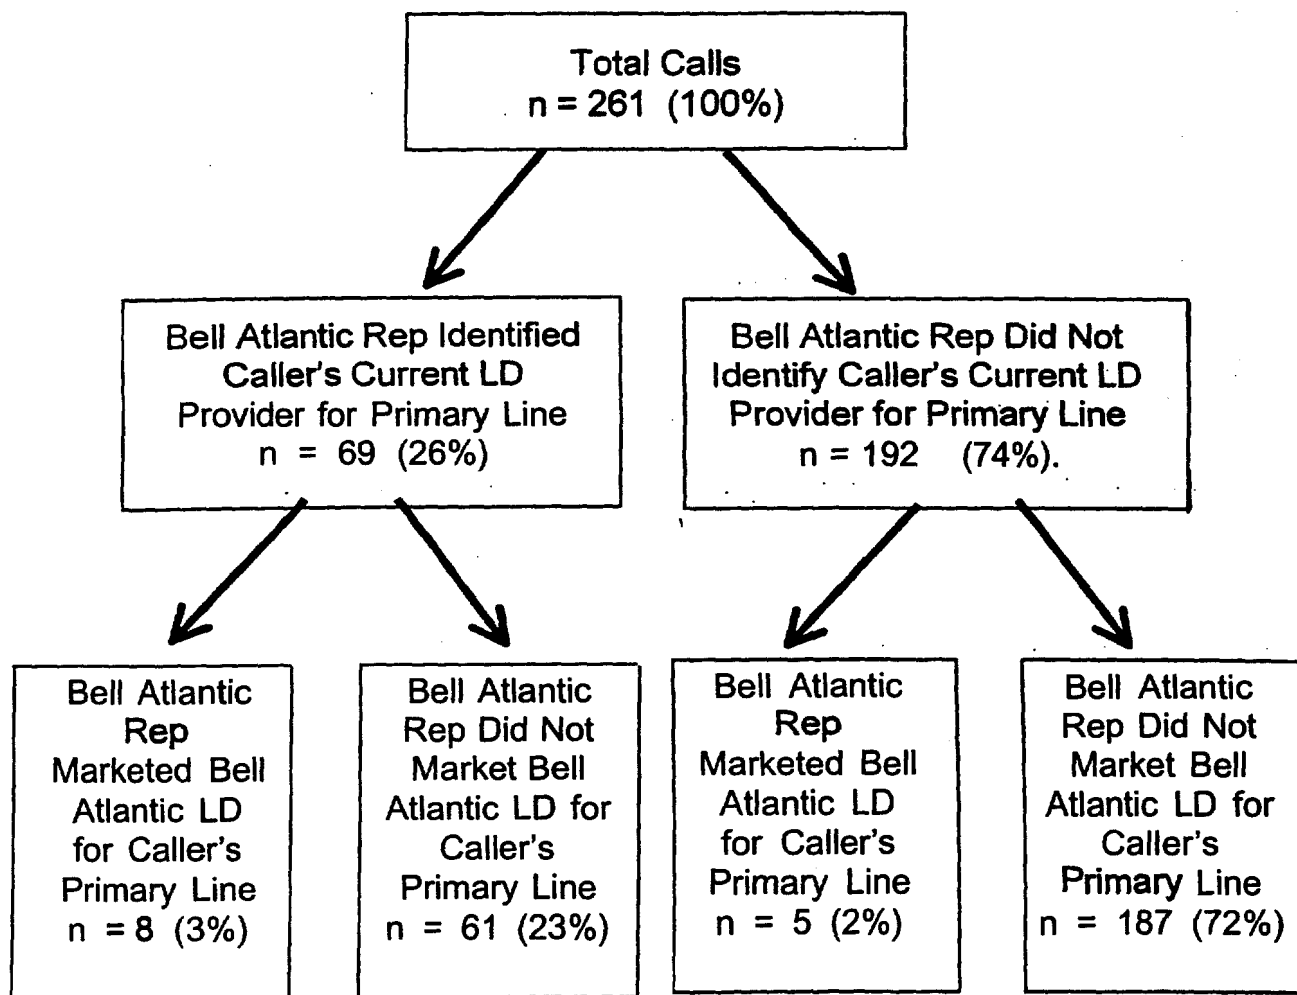 Total Calls
n = 261 (100%)
Bell Atlantic Rep Identified
Caller's Current LD
Provider for Primary Line
n = 69 (26%)
Bell Atlantic Rep Did Not
Identify Caller's Current LD
Provider for Primary Line
n = 192 (74%).
Bell Atlantic
Rep
Marketed Bell
Atlantic LD
for Caller's
Primary Line
n = 8 (3%)
Bell Atlantic
Rep Did Not
Market Bell
Atlantic LD for
Caller's
Primary Line
n = 61 (23%)
Bell Atlantic
Rep
Marketed Bell
Atlantic LD
for Caller's
Primary Line
n = 5 (2%)
Bell Atlantic
Rep Did Not
Market Bell
Atlantic LD for
Caller's
Primary Line
n = 187 (72%)